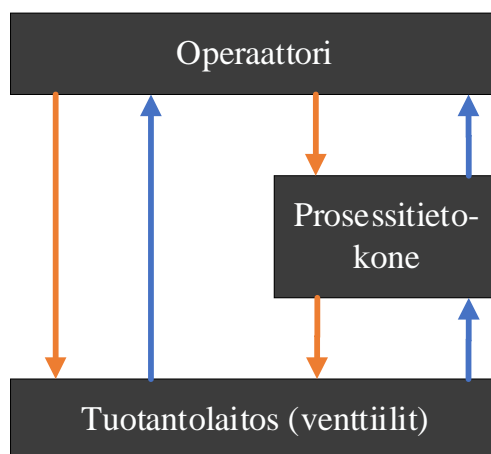 Operaattori
Prosessitieto-
kone
Tuotantolaitos (venttiilit)